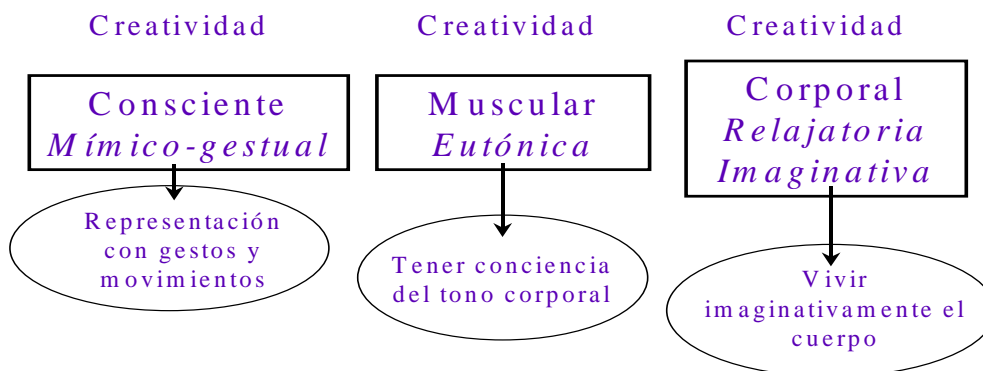 Creatividad
Consciente
Mímico-gestual
Representación
con gestos y
movimientos
Creatividad
Muscular
Eutónica
Tener conciencia
del tono corporal
Creatividad
Corporal
Relajatoria
Imaginativa
Vivir
imaginativamente el
cuerpo